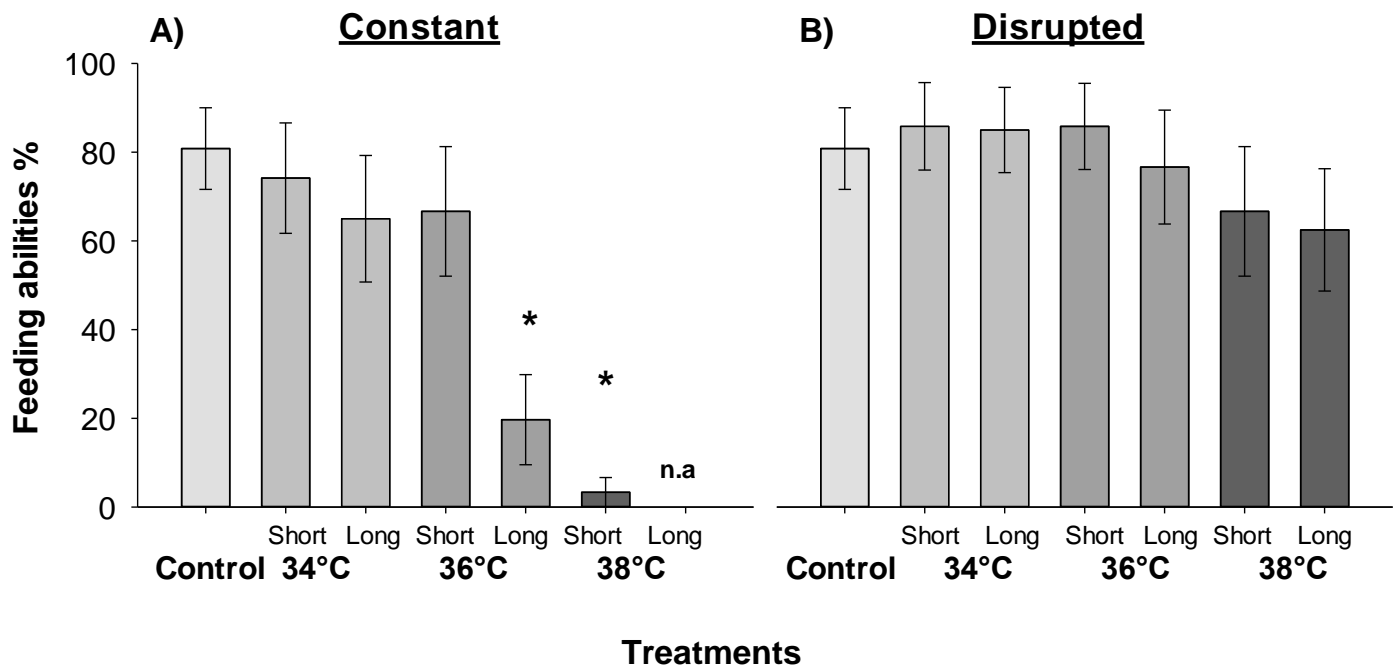 A) Constant
B) Disrupted
Feeding abilities %
100
80
60
40
20
0
*
*
n.a
Short Long Short Long Short Long
Control 34°C 36°C 38°C
Short Long Short Long Short Long
Control 34°C 36°C 38°C
Treatments